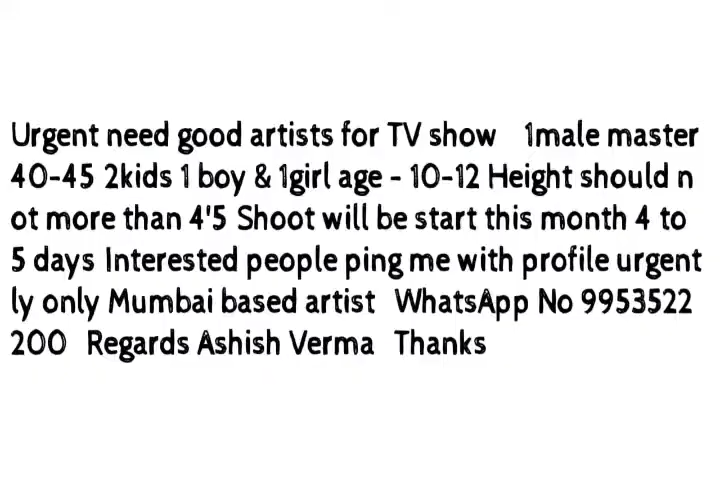 Urgent need good artists for TV show 1male master
40-45 2kids 1 boy & 1girl age - 10-12 Height should n
ot more than 4'5 Shoot will be start this month 4 to
5 days Interested people ping me with profile urgent
ly only Mumbai based artist WhatsApp No 9953522
200 Regards Ashish Verma Thanks